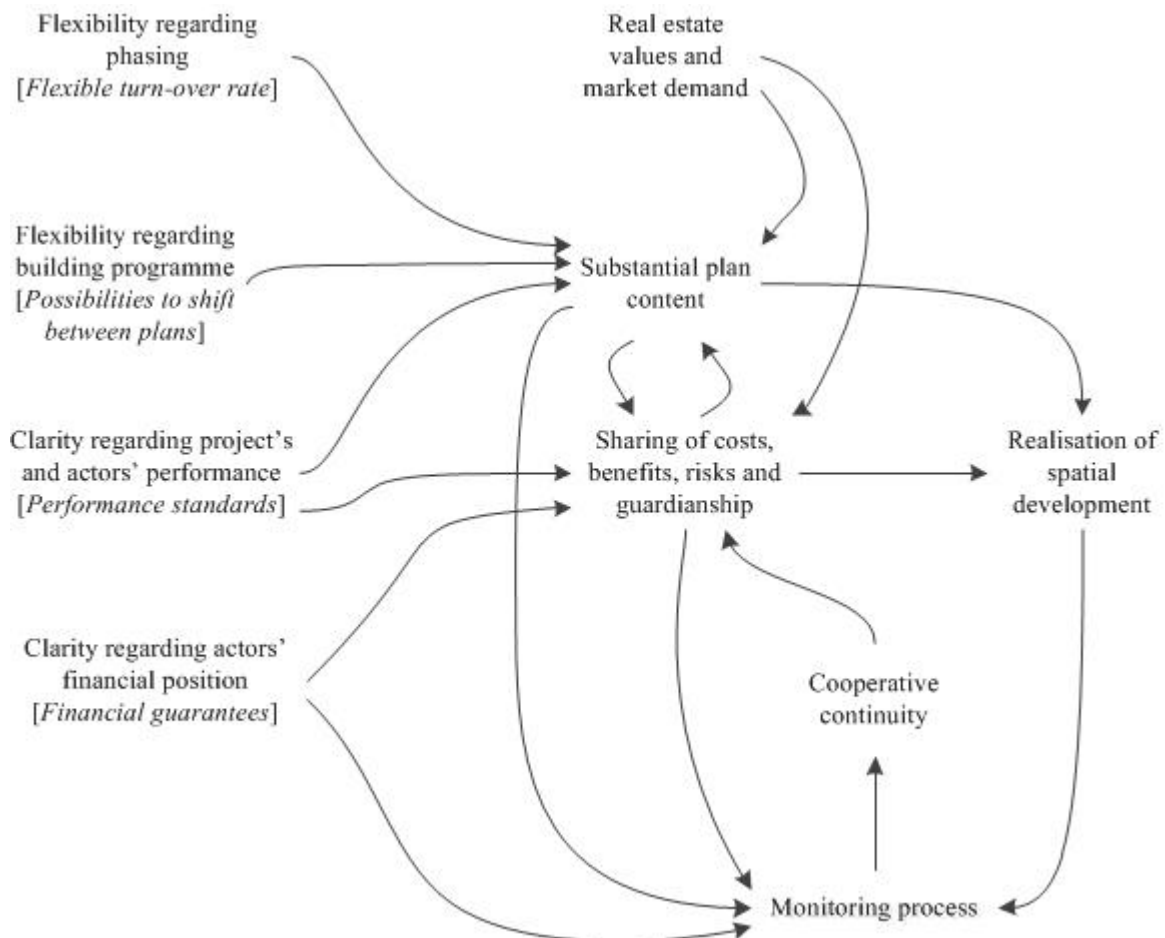 Flexibility regarding
phasing
[Flexible turn-over rate]
Real estate
values and
market demand
Flexibility regarding
building programme
[Possibilities to shift
between plans]
Substantial plan
content
Clarity regarding project's
and actors' performance
[Performance standards]
Sharing of costs,
benefits, risks and
guardianship
Realisation of
spatial
development
Clarity regarding actors'
financial position
[Financial guarantees]
Cooperative
continuity
Monitoring process